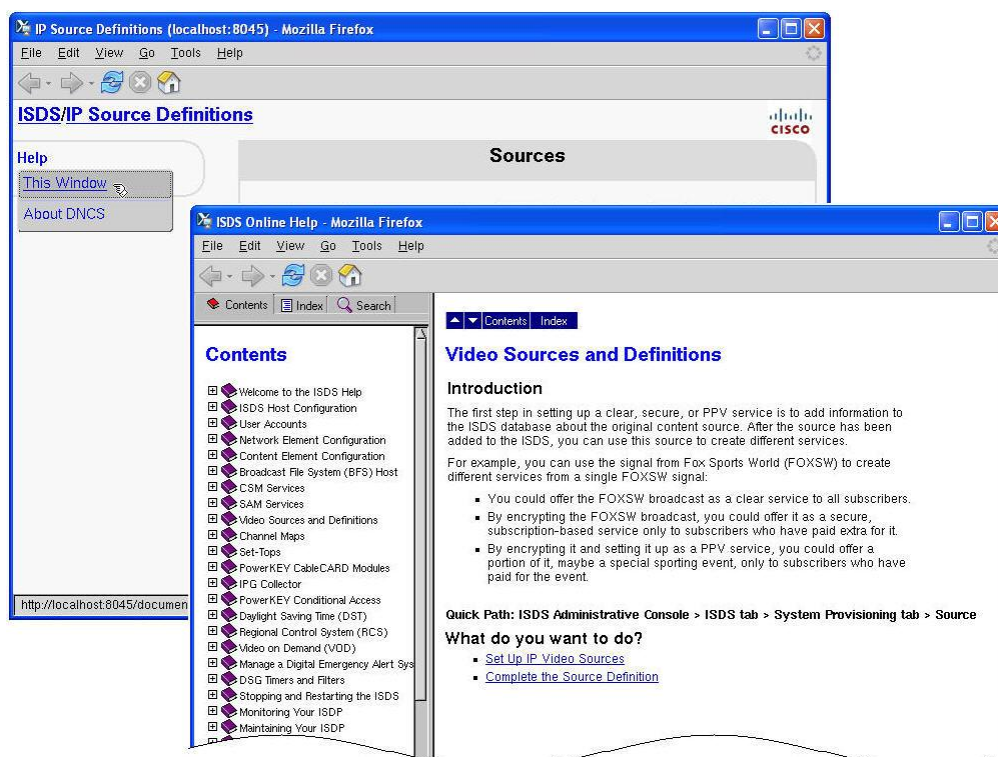 IP Source Definitions (localhost:8045) - Mozilla Firefox
File Edit View Go Tools Help
ISDS/IP Source Definitions
CISCO
Help
Sources
This Window
About DNCS
http://localhost:8045/documen
ISDS Online Help - Mozilla Firefox
File Edit View Go Tools Help
Contents Index Search
Contents
Welcome to the ISDS Help
ISDS Host Configuration
User Accounts
Network Element Configuration
Content Element Configuration
Broadcast File System (BFS) Host
CSM Services
SAM Services
Video Sources and Definitions
Channel Maps
Set-Tops
PowerKEY CableCARD Modules
IPG Collector
PowerKEY Conditional Access
Daylight Saving Time (DST)
Regional Control System (RCS)
Video on Demand (VOD)
Manage a Digital Emergency Alert Sys
DSG Timers and Filters
Stopping and Restarting the ISDS
Monitoring Your ISDP
Maintaining Your ISDP
Contents Index
Video Sources and Definitions
Introduction
The first step in setting up a clear, secure, or PPV service is to add information to
the ISDS database about the original content source. After the source has been
added to the ISDS, you can use this source to create different services.
For example, you can use the signal from Fox Sports World (FOXSW) to create
different services from a single FOXSW signal:
▪ You could offer the FOXSW broadcast as a clear service to all subscribers.
▪ By encrypting the FOXSW broadcast, you could offer it as a secure,
subscription-based service only to subscribers who have paid extra for it.
▪ By encrypting it and setting it up as a PPV service, you could offer a
portion of it, maybe a special sporting event, only to subscribers who have
paid for the event.
Quick Path: ISDS Administrative Console > ISDS tab > System Provisioning tab > Source
What do you want to do?
▪ Set Up IP Video Sources
▪ Complete the Source Definition